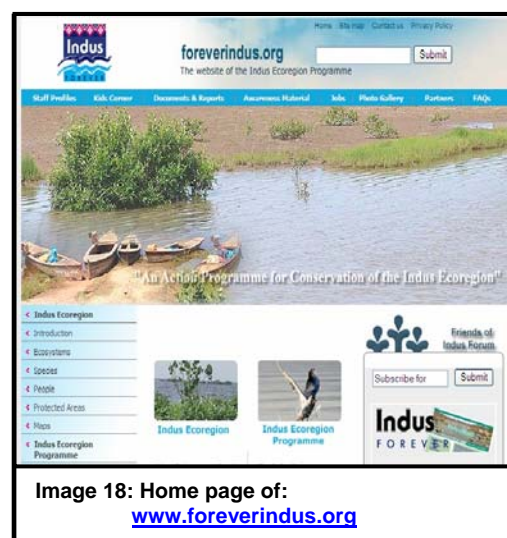 Home Site map Contact us Privacy Policy
Indus
FOREVER
foreverindus.org
Submit
The website of the Indus Ecoregion Programme
Staff Profiles Kids Corner Documents & Reports Awareness Material Jobs Photo Gallery Partners FAQs
"An Action Programme for Conservation of the Indus Ecoregion"
Indus Ecoregion
Introduction
Ecosystems
Species
People
Protected Areas
Maps
Indus Ecoregion
Programme
Indus Ecoregion
Indus Ecoregion
Programme
Friends of
Indus Forum
Subscribe for Submit
Indus
FOREVER
Image 18: Home page of:
www.foreverindus.org